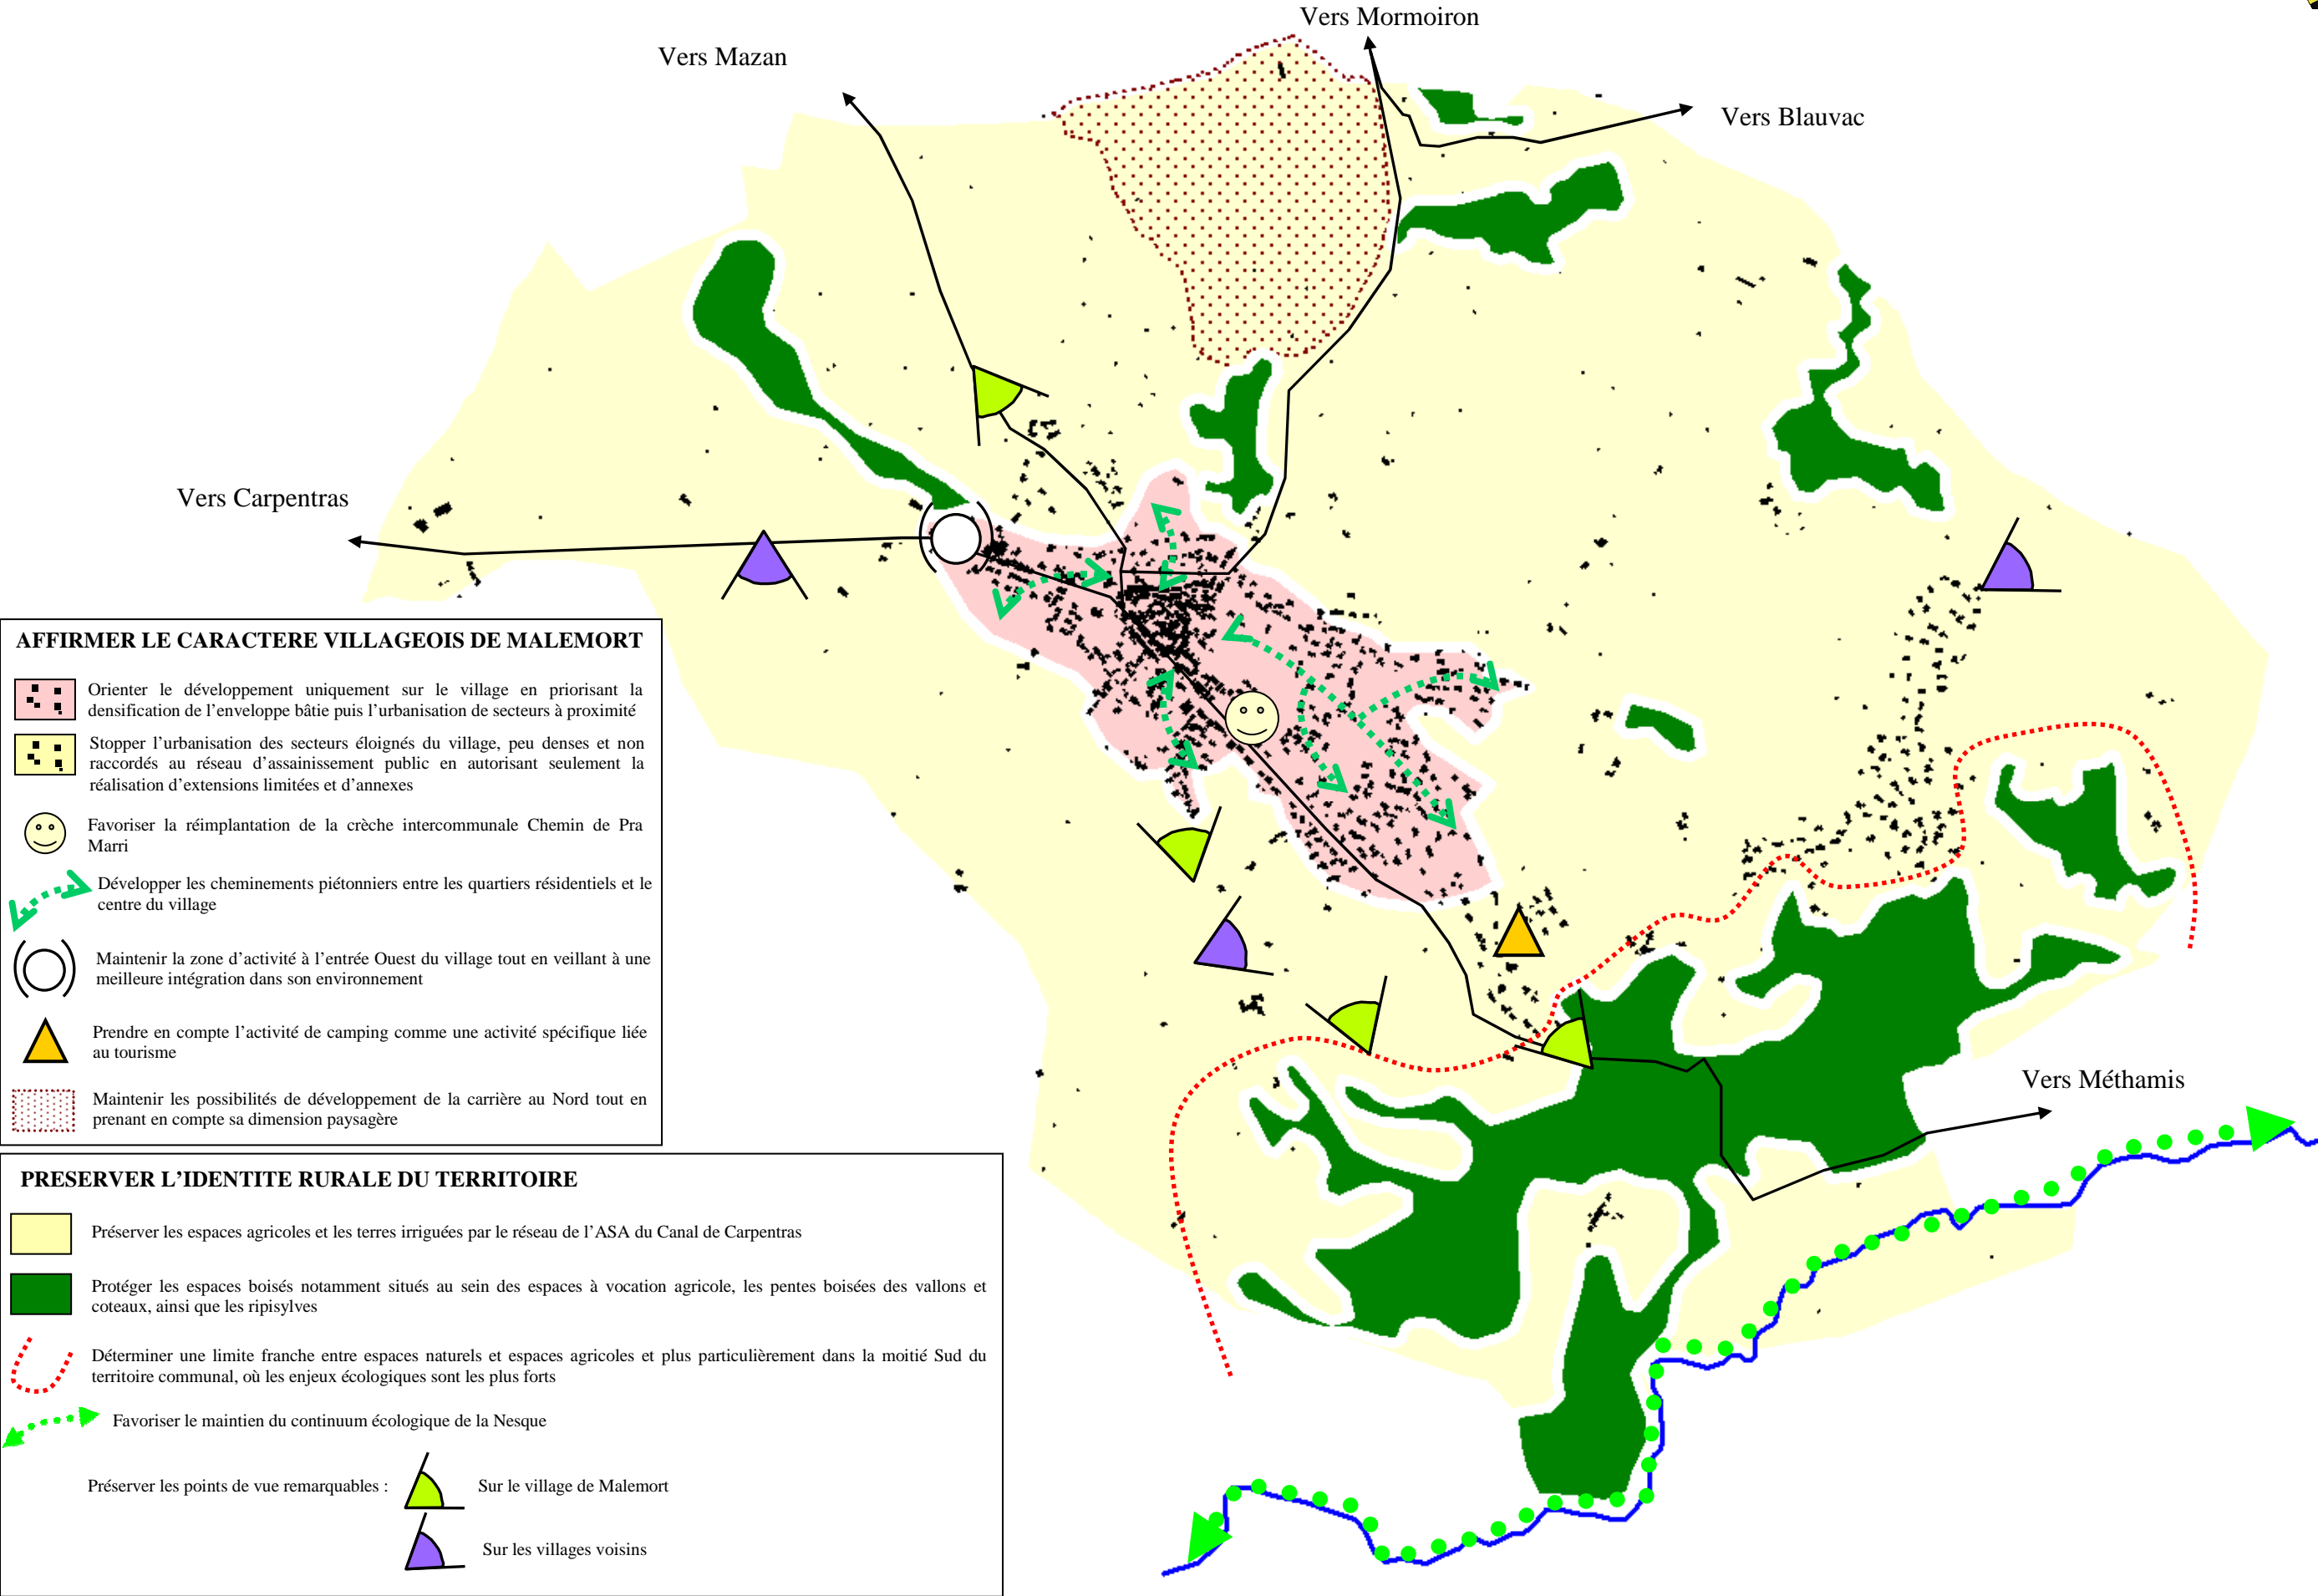 Vers Mormoiron
Vers Mazan
Vers Blauvac
Vers Carpentras
AFFIRMER LE CARACTERE VILLAGEOIS DE MALEMORT
Orienter le développement uniquement sur le village en priorisant la
densification de l’enveloppe bâtie puis l’urbanisation de secteurs à proximité
Stopper l’urbanisation des secteurs éloignés du village, peu denses et non
raccordés au réseau d’assainissement public en autorisant seulement la
réalisation d’extensions limitées et d’annexes
Favoriser la réimplantation de la crèche intercommunale Chemin de Pra
Marri
Développer les cheminements piétonniers entre les quartiers résidentiels et le
centre du village
Maintenir la zone d’activité à l’entrée Ouest du village tout en veillant à une
meilleure intégration dans son environnement
Prendre en compte l’activité de camping comme une activité spécifique liée
au tourisme
Maintenir les possibilités de développement de la carrière au Nord tout en
prenant en compte sa dimension paysagère
Vers Méthamis
PRESERVER L’IDENTITE RURALE DU TERRITOIRE
Préserver les espaces agricoles et les terres irriguées par le réseau de l’ASA du Canal de Carpentras
Protéger les espaces boisés notamment situés au sein des espaces à vocation agricole, les pentes boisées des vallons et
coteaux, ainsi que les ripisylves
Déterminer une limite franche entre espaces naturels et espaces agricoles et plus particulièrement dans la moitié Sud du
territoire communal, où les enjeux écologiques sont les plus forts
Favoriser le maintien du continuum écologique de la Nesque
Préserver les points de vue remarquables :
Sur le village de Malemort
Sur les villages voisins